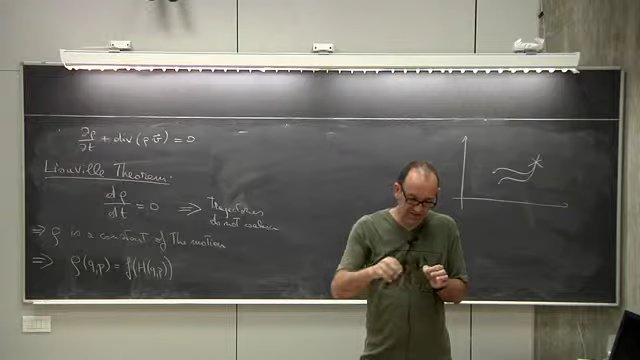 ∂ρ/∂t + div(ρ v⃗) = 0
Liouville Theorem:
dρ/dt = 0 ⇒ Trajectories
do not coalesce
⇒ ρ is a constant of the motion
⇒ ρ(q,p) = f(H(q,p))